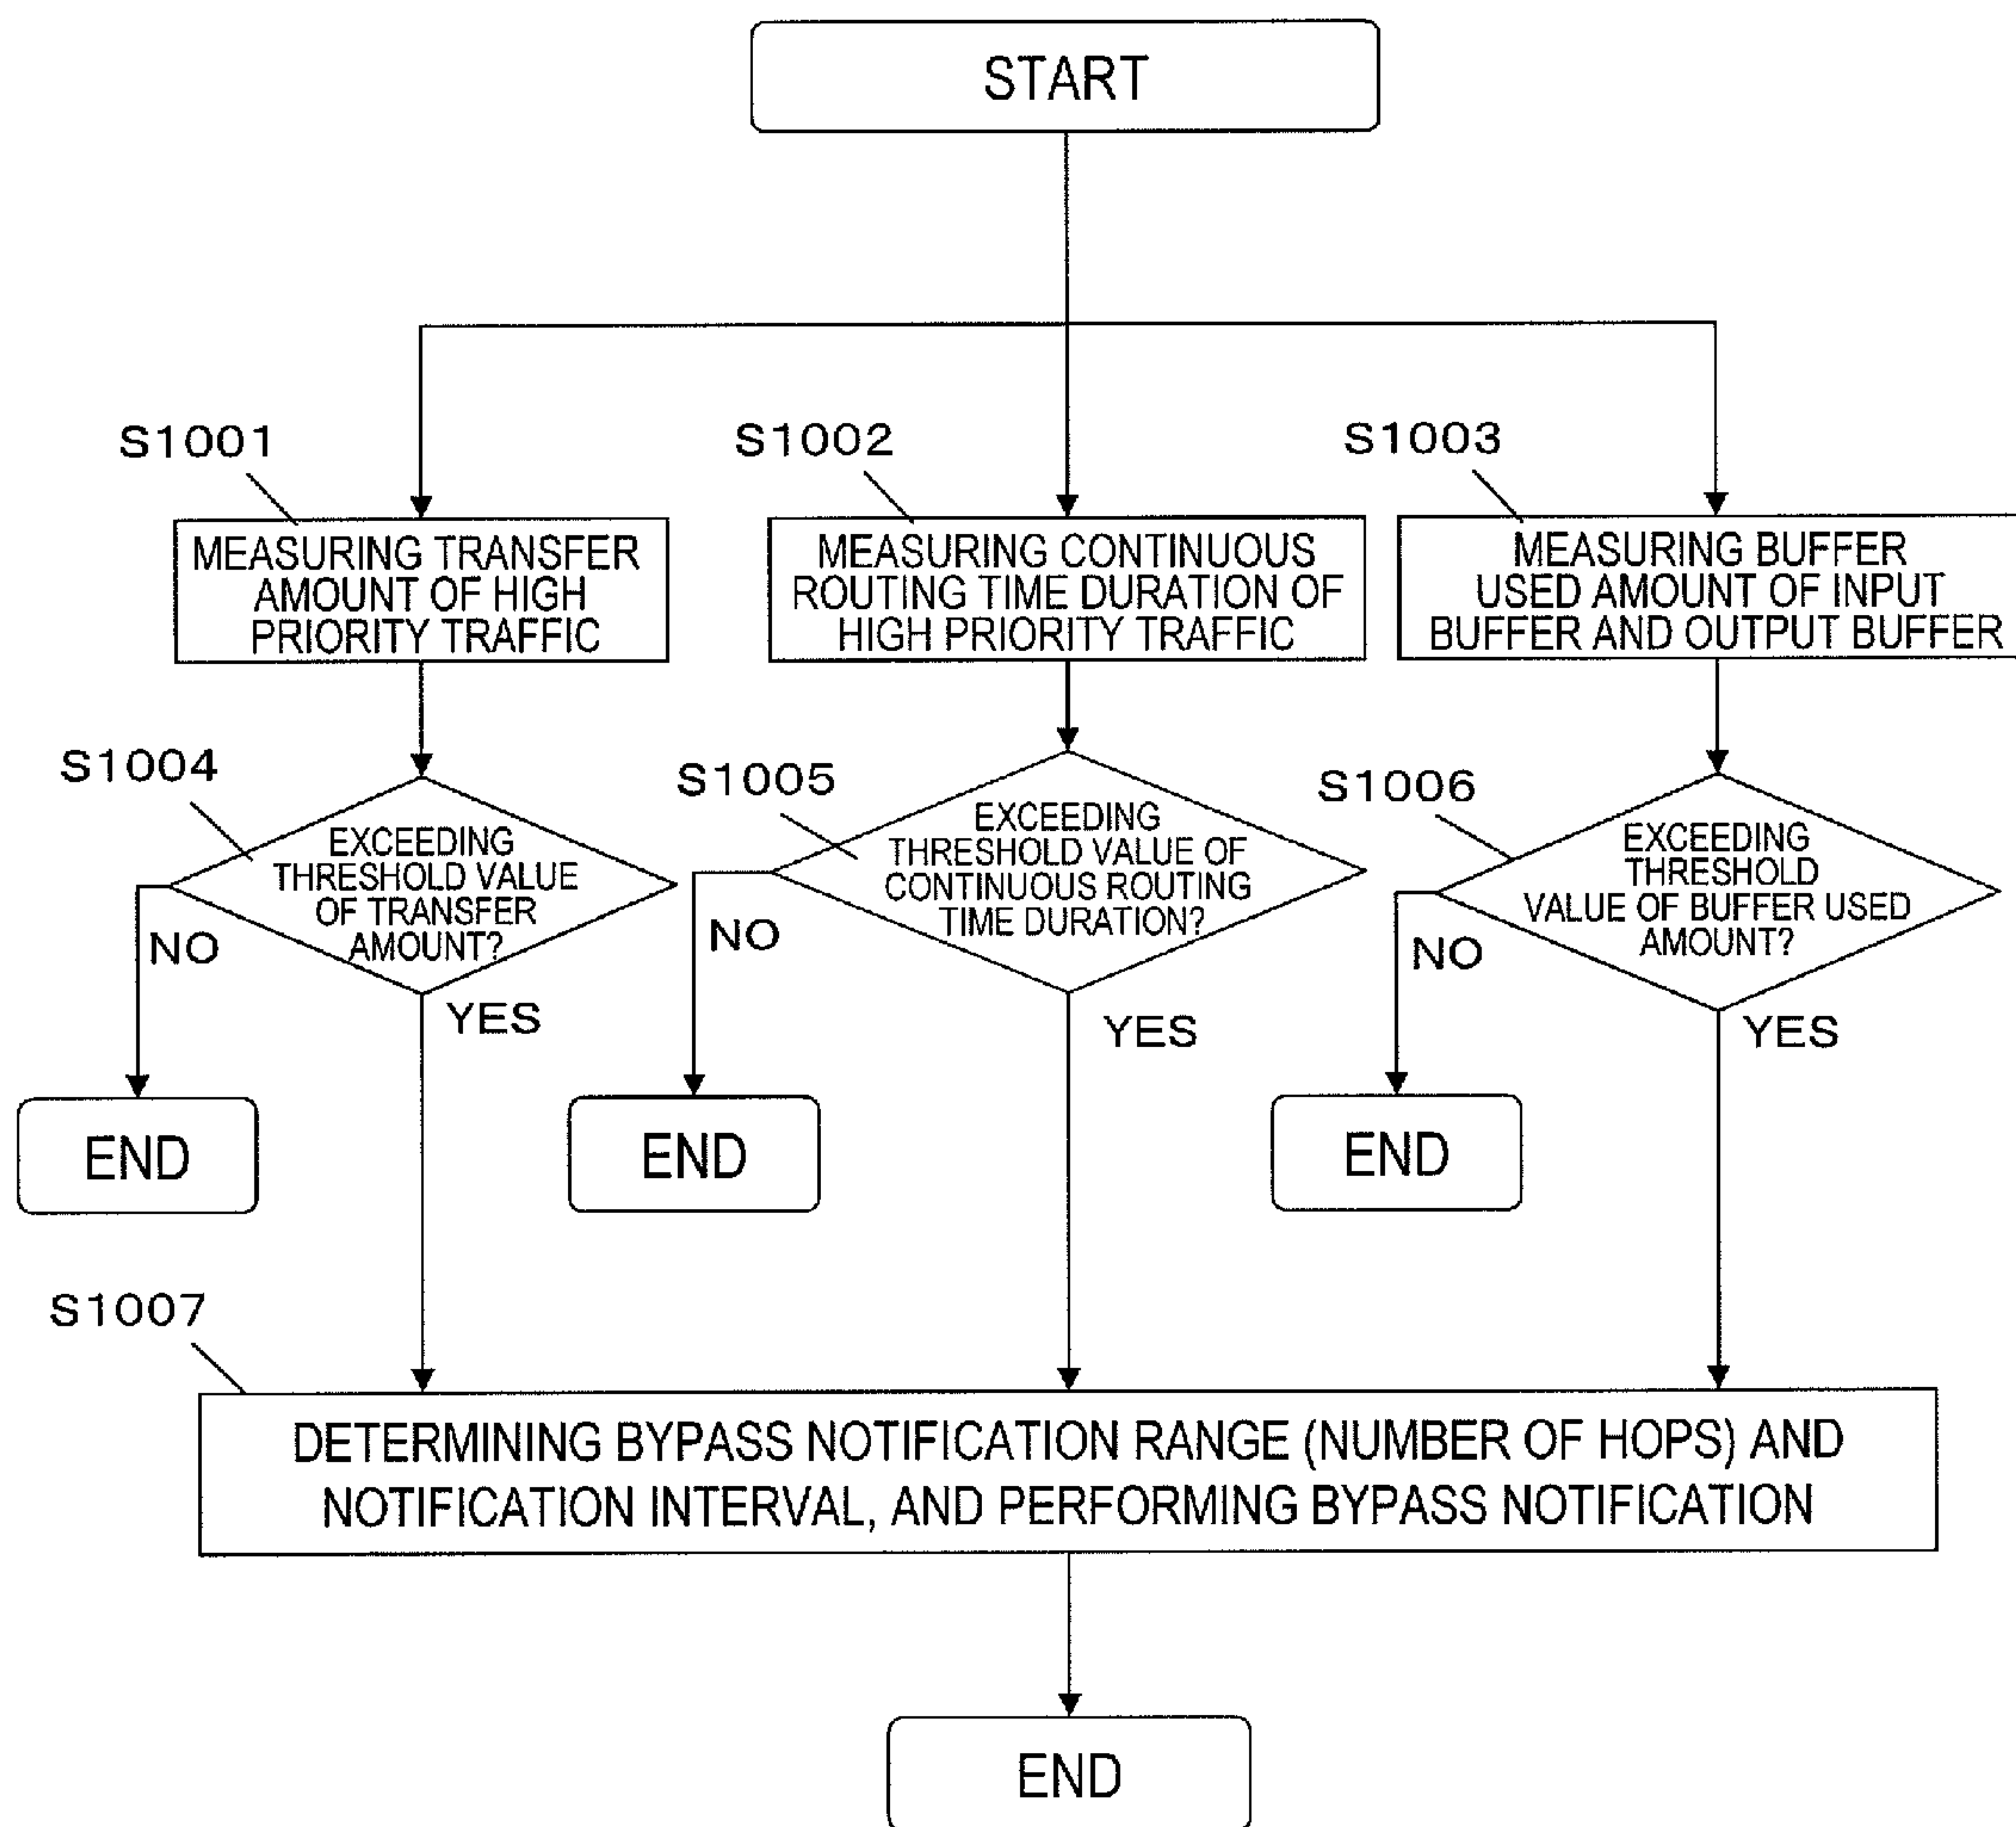 START
S1001
MEASURING TRANSFER
AMOUNT OF HIGH
PRIORITY TRAFFIC
S1002
MEASURING CONTINUOUS
ROUTING TIME DURATION OF
HIGH PRIORITY TRAFFIC
S1003
MEASURING BUFFER
USED AMOUNT OF INPUT
BUFFER AND OUTPUT BUFFER
S1004
EXCEEDING
THRESHOLD VALUE
OF TRANSFER
AMOUNT?
NO
YES
END
S1005
EXCEEDING
THRESHOLD VALUE OF
CONTINUOUS ROUTING
TIME DURATION?
NO
YES
END
S1006
EXCEEDING
THRESHOLD
VALUE OF BUFFER USED
AMOUNT?
NO
YES
END
S1007
DETERMINING BYPASS NOTIFICATION RANGE (NUMBER OF HOPS) AND
NOTIFICATION INTERVAL, AND PERFORMING BYPASS NOTIFICATION
END